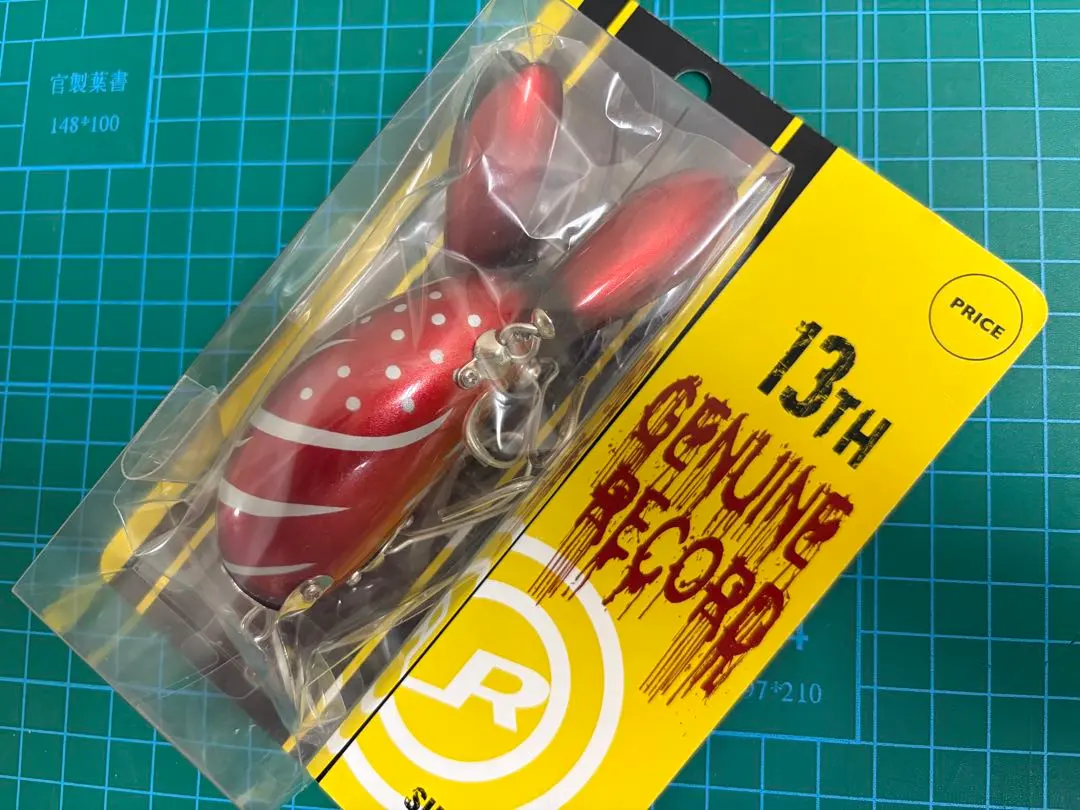 官製葉書
148*100
PRICE
13TH
GENUINE
RECORD
R
97*210